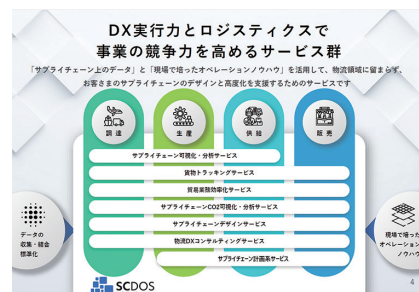 DX実行力とロジスティクスで
事業の競争力を高めるサービス群
「サプライチェーン上のデータ」と「現場で培ったオペレーションノウハウ」を活用して、物流領域に留まらず、
お客さまのサプライチェーンのデザインと高度化を支援するためのサービスです
調達 生産 供給 販売
サプライチェーン可視化・分析サービス
貨物トラッキングサービス
貿易業務効率化サービス
サプライチェーンCO2可視化・分析サービス
サプライチェーンデザインサービス
物流DXコンサルティングサービス
サプライチェーン計画系サービス
データの
収集・結合
標準化
現場で培った
オペレーション
ノウハウ
SCDOS
4